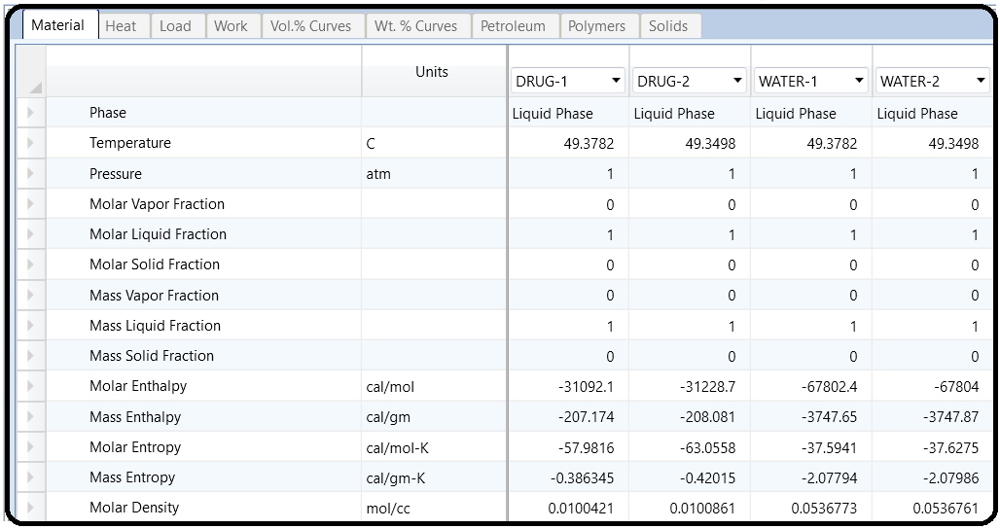 Material Heat Load Work Vol.% Curves Wt. % Curves Petroleum Polymers Solids
Units DRUG-1 DRUG-2 WATER-1 WATER-2
Phase Liquid Phase Liquid Phase Liquid Phase Liquid Phase
Temperature C 49.3782 49.3498 49.3782 49.3498
Pressure atm 1 1 1 1
Molar Vapor Fraction 0 0 0 0
Molar Liquid Fraction 1 1 1 1
Molar Solid Fraction 0 0 0 0
Mass Vapor Fraction 0 0 0 0
Mass Liquid Fraction 1 1 1 1
Mass Solid Fraction 0 0 0 0
Molar Enthalpy cal/mol -31092.1 -31228.7 -67802.4 -67804
Mass Enthalpy cal/gm -207.174 -208.081 -3747.65 -3747.87
Molar Entropy cal/mol-K -57.9816 -63.0558 -37.5941 -37.6275
Mass Entropy cal/gm-K -0.386345 -0.42015 -2.07794 -2.07986
Molar Density mol/cc 0.0100421 0.0100861 0.0536773 0.0536761